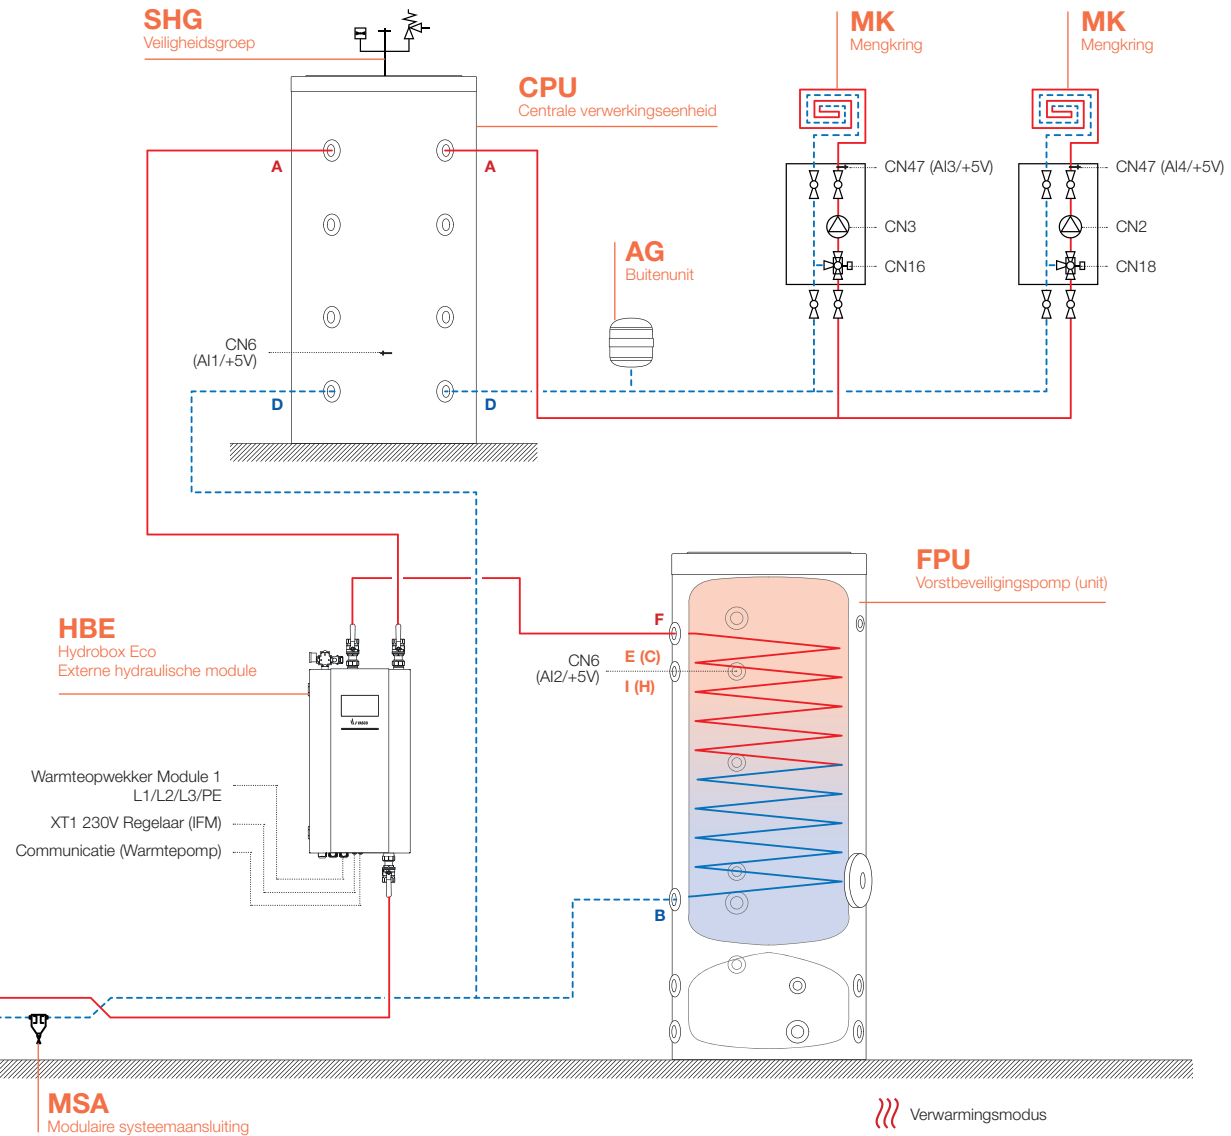 SHG
Veiligheidsgroep
MK
Mengkring
MK
Mengkring
CPU
Centrale verwerkingseenheid
A
A
CN47 (AI3/+5V)
CN47 (AI4/+5V)
CN3
CN2
AG
Buitenunit
CN16
CN18
CN6
(AI1/+5V)
D
D
FPU
Vorstbeveiligingspomp (unit)
HBE
Hydrobox Eco
Externe hydraulische module
F
E (C)
CN6
(AI2/+5V)
I (H)
VASCO
Warmteopwekker Module 1
L1/L2/L3/PE
XT1 230V Regelaar (IFM)
Communicatie (Warmtepomp)
B
MSA
Modulaire systeemaansluiting
Verwarmingsmodus